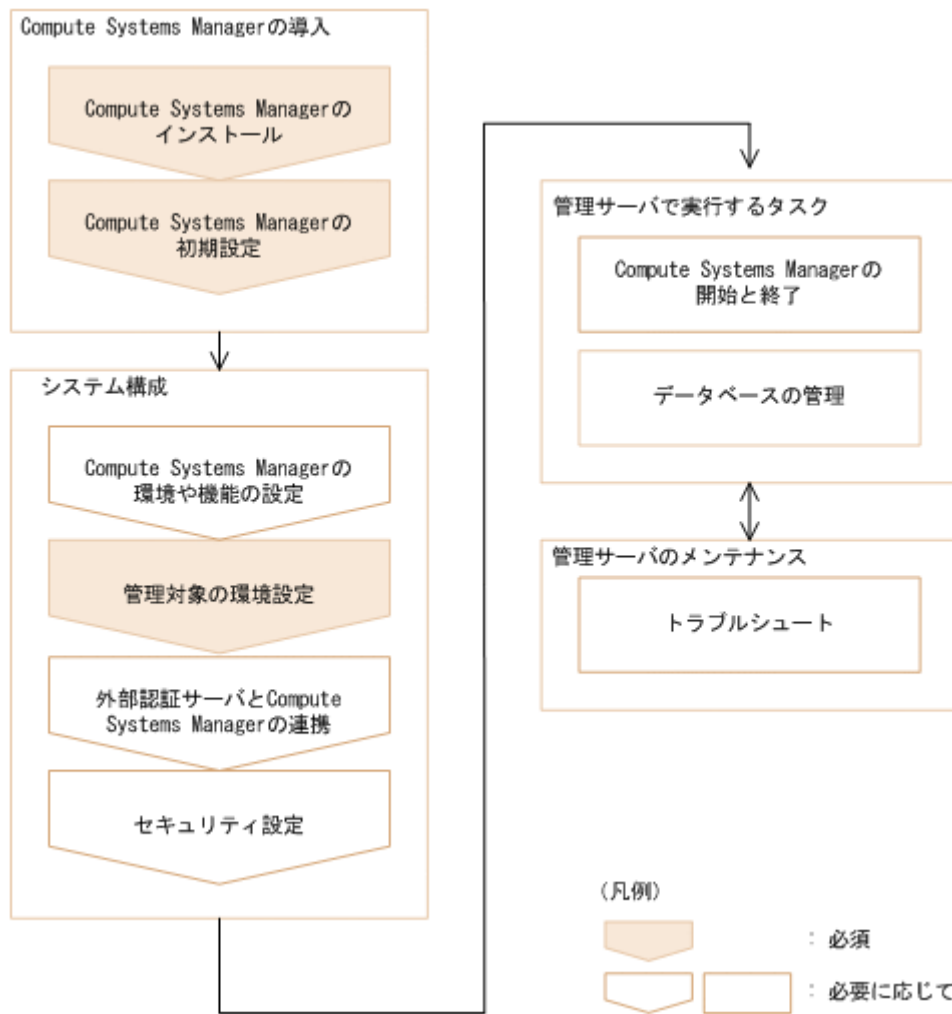 Compute Systems Managerの導入
Compute Systems Managerの
インストール
Compute Systems Managerの
初期設定
システム構成
Compute Systems Managerの
環境や機能の設定
管理対象の環境設定
外部認証サーバとCompute
Systems Managerの連携
セキュリティ設定
管理サーバで実行するタスク
Compute Systems Managerの
開始と終了
データベースの管理
管理サーバのメンテナンス
トラブルシュート
(凡例)
：必須
：必要に応じて